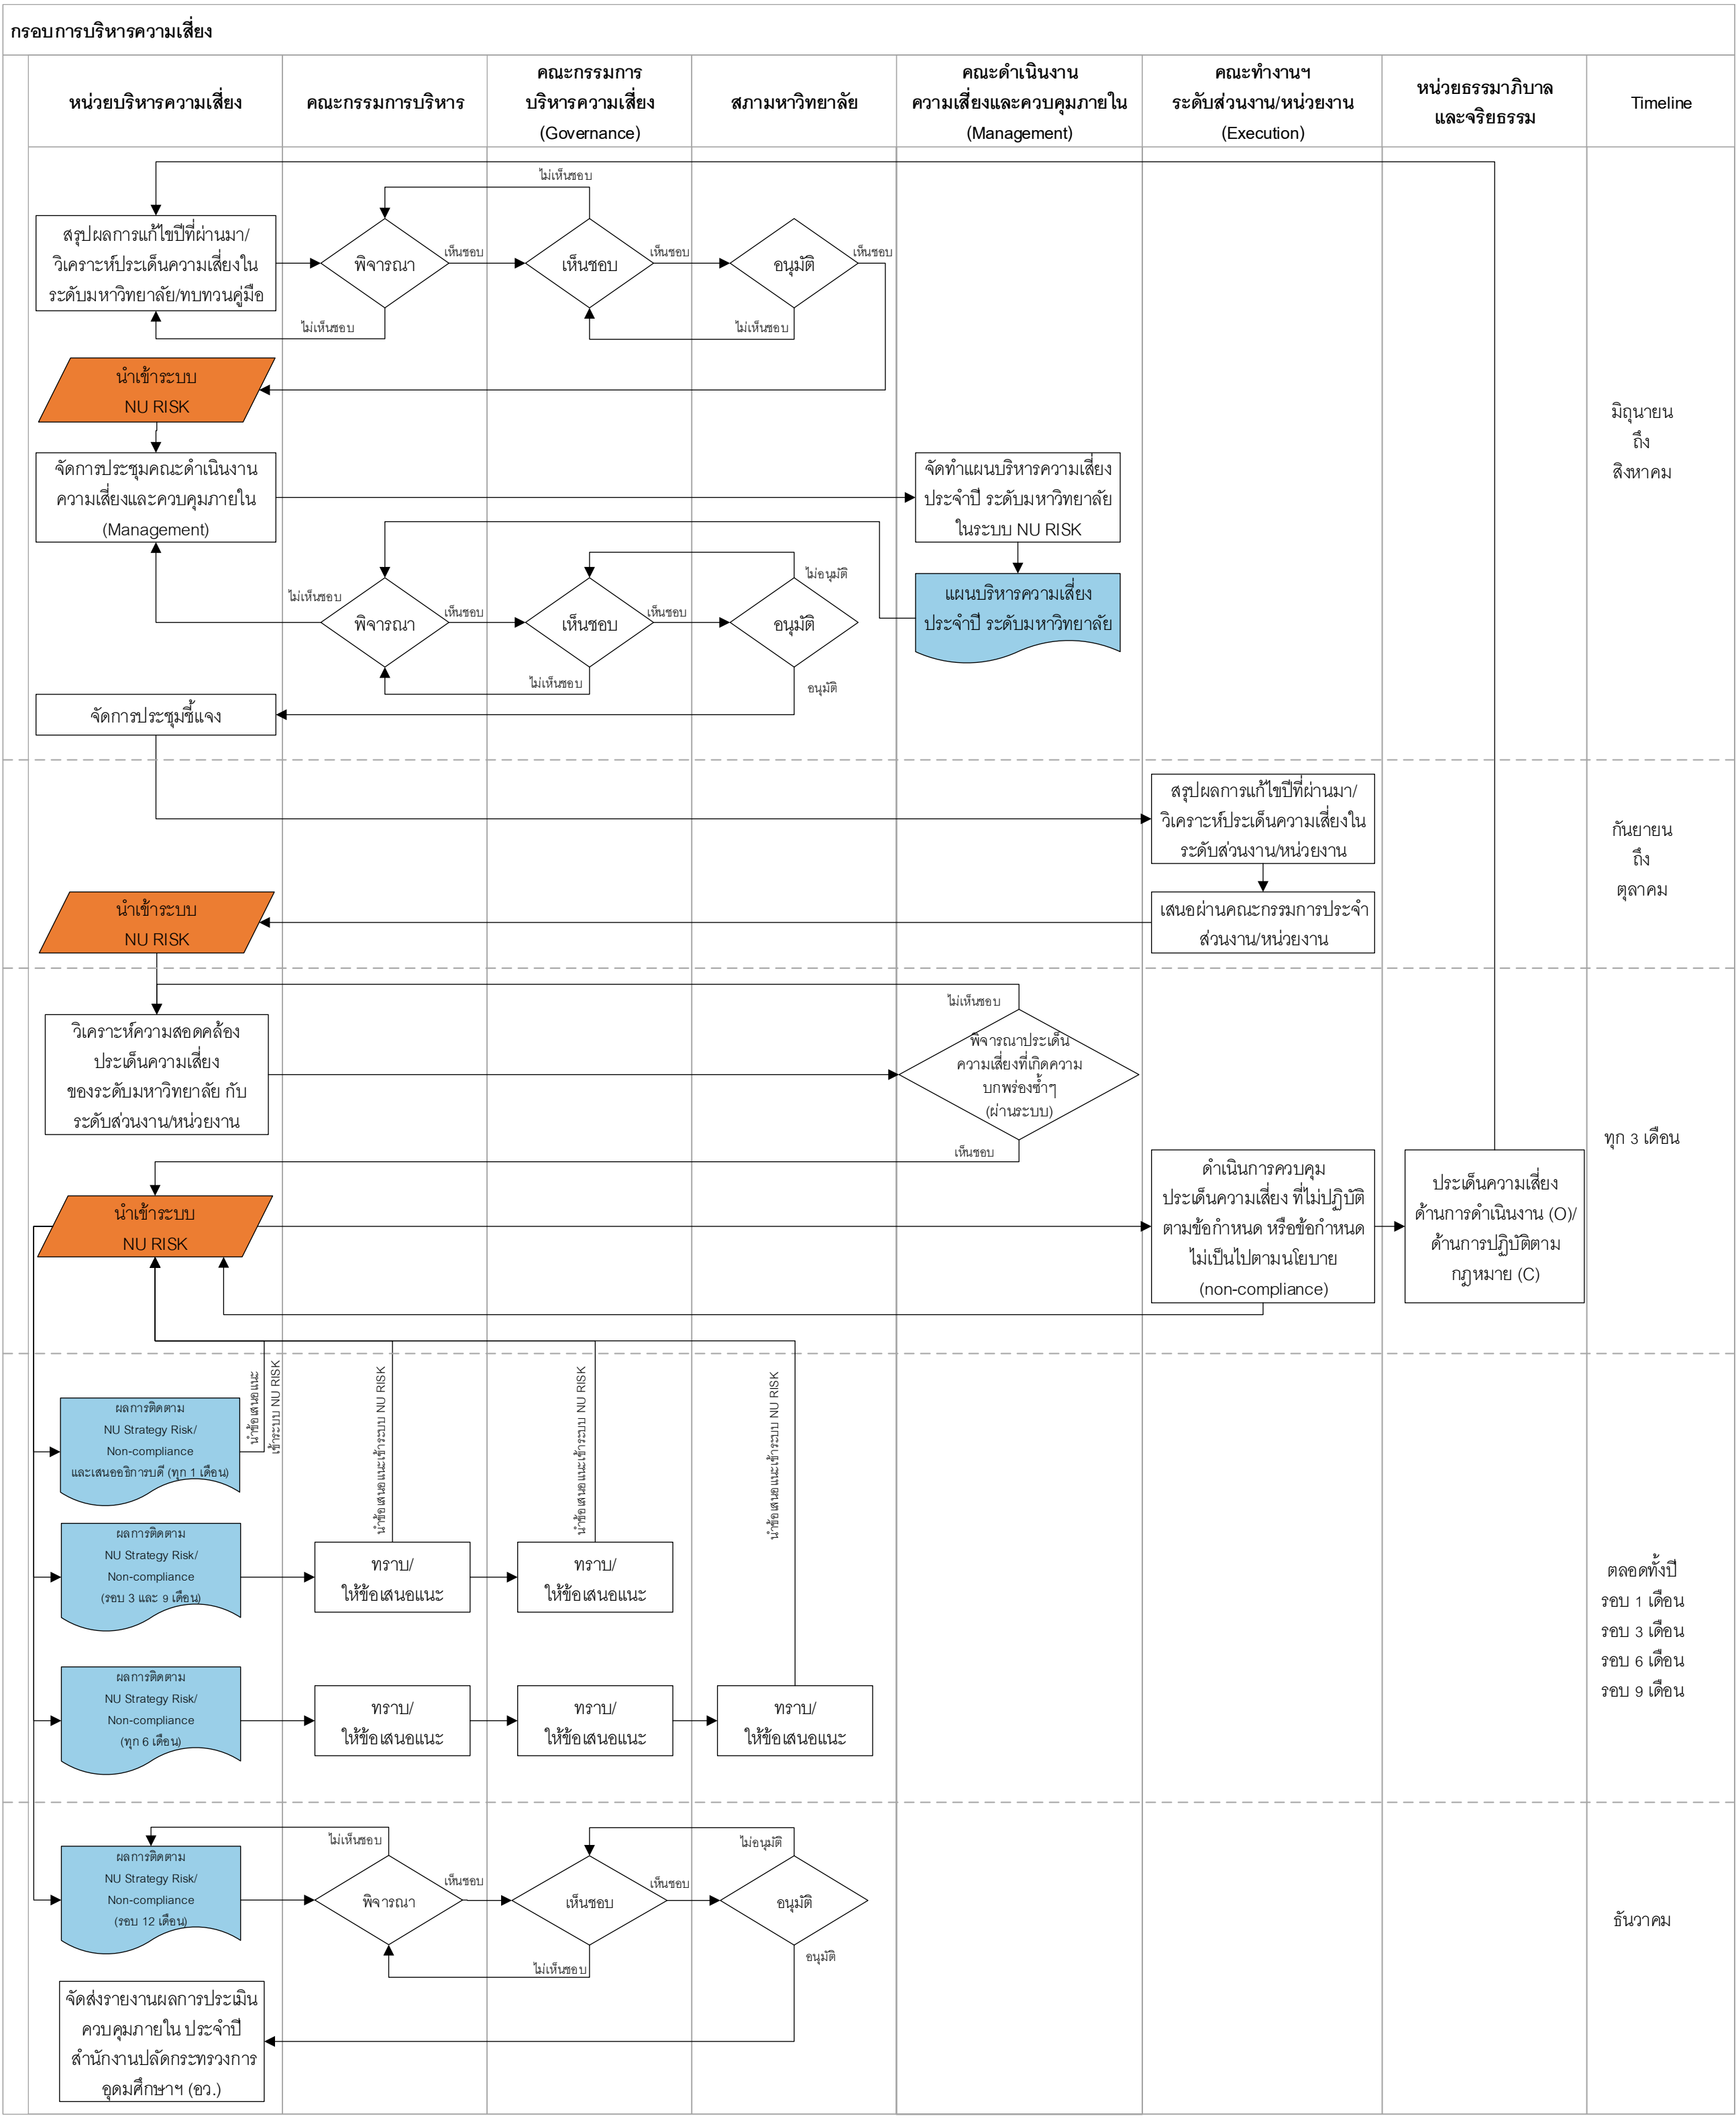 กรอบการบริหารความเสี่ยง
หน่วยบริหารความเสี่ยง
คณะกรรมการบริหาร
คณะกรรมการ
บริหารความเสี่ยง
(Governance)
สภามหาวิทยาลัย
คณะดำเนินงาน
ความเสี่ยงและควบคุมภายใน
(Management)
คณะทำงานฯ
ระดับส่วนงาน/หน่วยงาน
(Execution)
หน่วยธรรมาภิบาล
และจริยธรรม
Timeline
ไม่เห็นชอบ
สรุปผลการแก้ไขปีที่ผ่านมา/
วิเคราะห์ประเด็นความเสี่ยงใน
ระดับมหาวิทยาลัย/ทบทวนคู่มือ
พิจารณา
เห็นชอบ
เห็นชอบ
เห็นชอบ
อนุมัติ
เห็นชอบ
ไม่เห็นชอบ
ไม่เห็นชอบ
นำเข้าระบบ
NU RISK
มิถุนายน
ถึง
สิงหาคม
จัดการประชุมคณะดำเนินงาน
ความเสี่ยงและควบคุมภายใน
(Management)
จัดทำแผนบริหารความเสี่ยง
ประจำปี ระดับมหาวิทยาลัย
ในระบบ NU RISK
ไม่อนุมัติ
แผนบริหารความเสี่ยง
ประจำปี ระดับมหาวิทยาลัย
ไม่เห็นชอบ
พิจารณา
เห็นชอบ
เห็นชอบ
เห็นชอบ
อนุมัติ
ไม่เห็นชอบ
อนุมัติ
จัดการประชุมชี้แจง
สรุปผลการแก้ไขปีที่ผ่านมา/
วิเคราะห์ประเด็นความเสี่ยงใน
ระดับส่วนงาน/หน่วยงาน
กันยายน
ถึง
ตุลาคม
นำเข้าระบบ
NU RISK
เสนอผ่านคณะกรรมการประจำ
ส่วนงาน/หน่วยงาน
ไม่เห็นชอบ
วิเคราะห์ความสอดคล้อง
ประเด็นความเสี่ยง
ของระดับมหาวิทยาลัย กับ
ระดับส่วนงาน/หน่วยงาน
พิจารณาประเด็น
ความเสี่ยงที่เกิดความ
บกพร่องซ้ำๆ
(ผ่านระบบ)
เห็นชอบ
ทุก 3 เดือน
นำเข้าระบบ
NU RISK
ดำเนินการควบคุม
ประเด็นความเสี่ยง ที่ไม่ปฏิบัติ
ตามข้อกำหนด หรือข้อกำหนด
ไม่เป็นไปตามนโยบาย
(non-compliance)
ประเด็นความเสี่ยง
ด้านการดำเนินงาน (O)/
ด้านการปฏิบัติตาม
กฎหมาย (C)
ผลการติดตาม
NU Strategy Risk/
Non-compliance
และเสนออธิการบดี (ทุก 1 เดือน)
นำข้อเสนอแนะ
เข้าระบบ NU RISK
นำข้อเสนอแนะเข้าระบบ NU RISK
นำข้อเสนอแนะเข้าระบบ NU RISK
นำข้อเสนอแนะเข้าระบบ NU RISK
ผลการติดตาม
NU Strategy Risk/
Non-compliance
(รอบ 3 และ 9 เดือน)
ทราบ/
ให้ข้อเสนอแนะ
ทราบ/
ให้ข้อเสนอแนะ
ตลอดทั้งปี
รอบ 1 เดือน
รอบ 3 เดือน
รอบ 6 เดือน
รอบ 9 เดือน
ผลการติดตาม
NU Strategy Risk/
Non-compliance
(ทุก 6 เดือน)
ทราบ/
ให้ข้อเสนอแนะ
ทราบ/
ให้ข้อเสนอแนะ
ทราบ/
ให้ข้อเสนอแนะ
ไม่เห็นชอบ
ไม่อนุมัติ
ผลการติดตาม
NU Strategy Risk/
Non-compliance
(รอบ 12 เดือน)
พิจารณา
เห็นชอบ
เห็นชอบ
เห็นชอบ
อนุมัติ
ไม่เห็นชอบ
อนุมัติ
ธันวาคม
จัดส่งรายงานผลการประเมิน
ควบคุมภายใน ประจำปี
สำนักงานปลัดกระทรวงการ
อุดมศึกษาฯ (อว.)